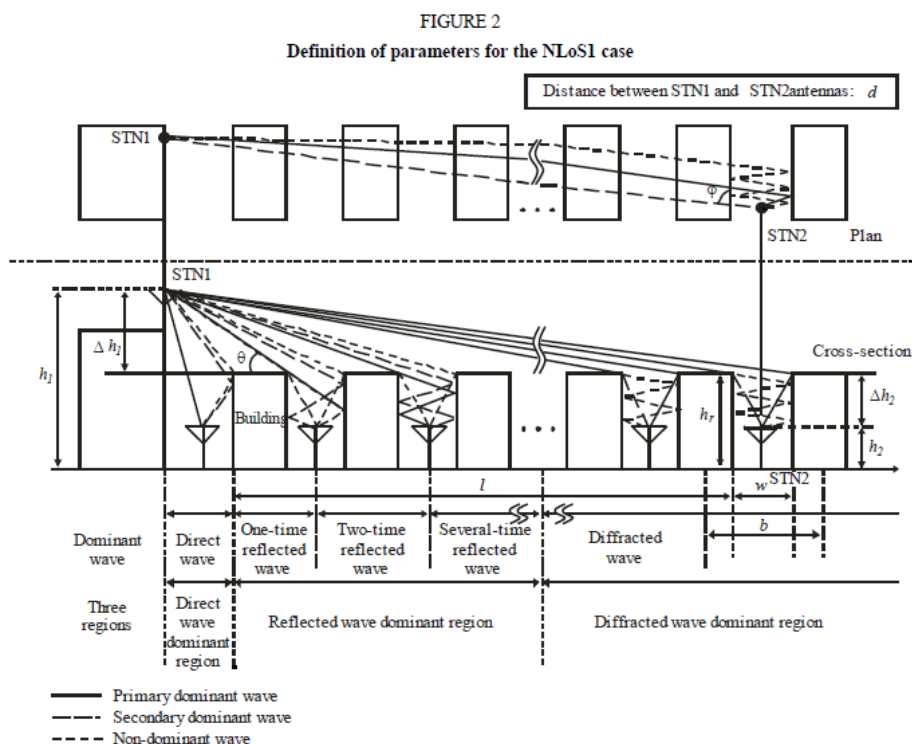 FIGURE 2
Definition of parameters for the NLoS1 case
Distance between STN1 and STN2antennas: d
STN1
φ
...
STN2
Plan
STN1
Δ h1
θ
h1
Building
...
Cross-section
hr
Δh2
h2
STN2
l
w
b
Dominant
wave
Direct
wave
One-time
reflected
wave
Two-time
reflected
wave
Several-time
reflected
wave
Diffracted
wave
Three
regions
Direct
wave
dominant
region
Reflected wave dominant region
Diffracted wave dominant region
Primary dominant wave
Secondary dominant wave
Non-dominant wave